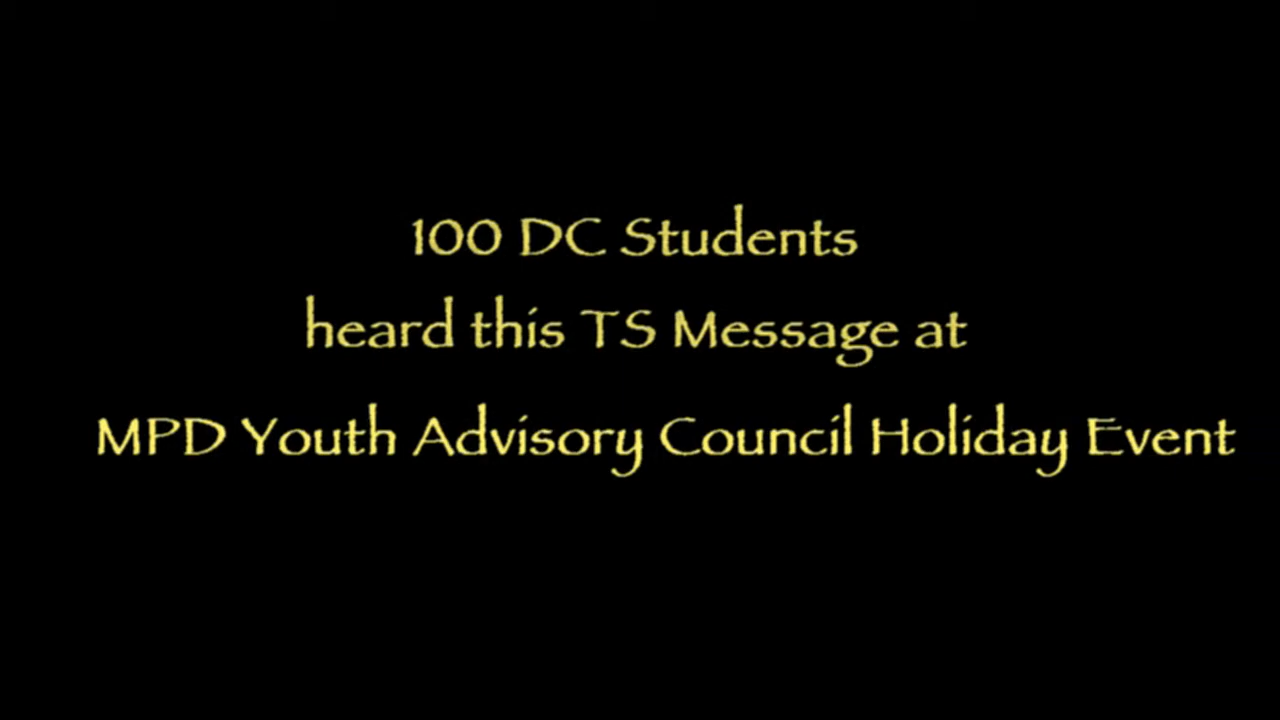 100 DC Students
heard this TS Message at
MPD Youth Advisory Council Holiday Event